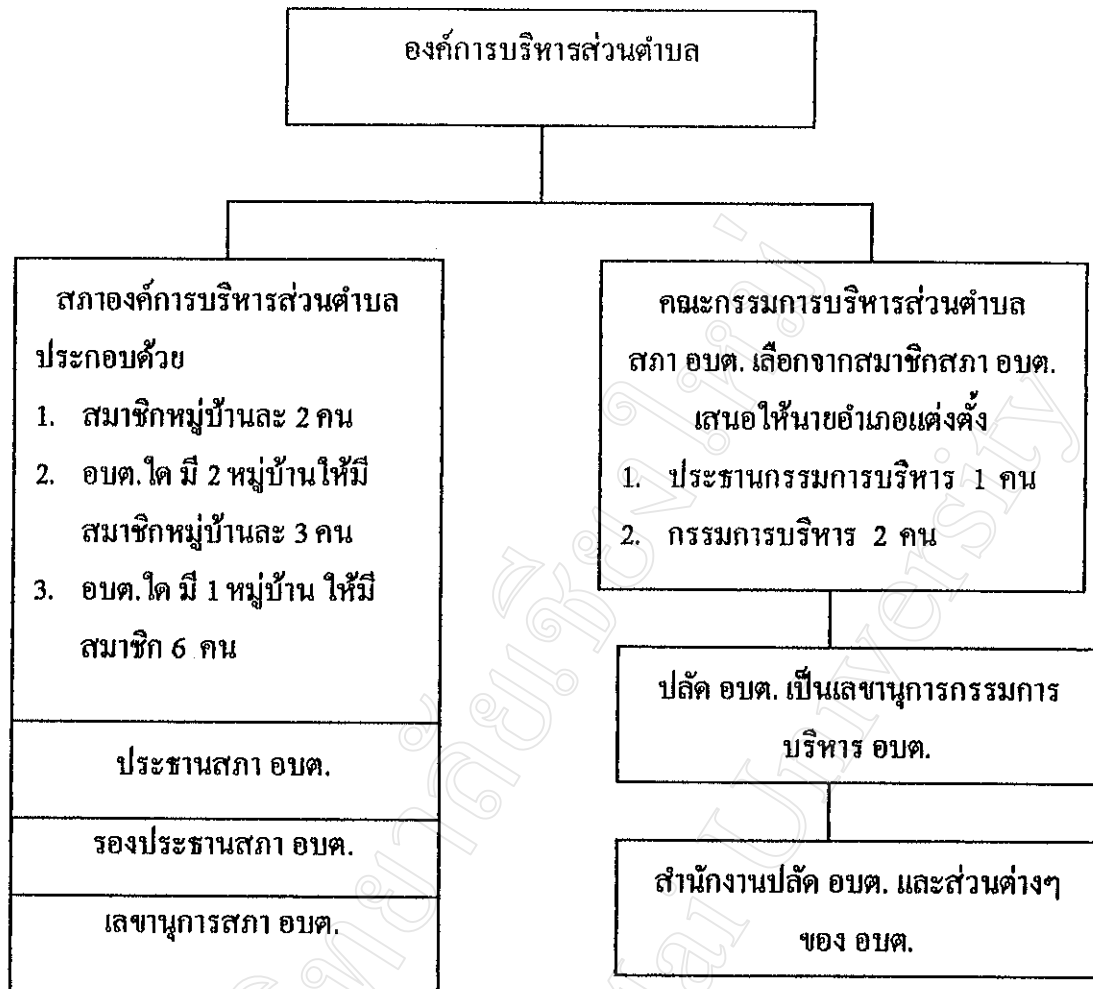 องค์การบริหารส่วนตำบล
สภาองค์การบริหารส่วนตำบล
ประกอบด้วย
1. สมาชิกหมู่บ้านละ 2 คน
2. อบต.ใด มี 2 หมู่บ้านให้มี
สมาชิกหมู่บ้านละ 3 คน
3. อบต.ใด มี 1 หมู่บ้าน ให้มี
สมาชิก 6 คน
ประธานสภา อบต.
รองประธานสภา อบต.
เลขานุการสภา อบต.
คณะกรรมการบริหารส่วนตำบล
สภา อบต. เลือกจากสมาชิกสภา อบต.
เสนอให้นายอำเภอแต่งตั้ง
1. ประธานกรรมการบริหาร 1 คน
2. กรรมการบริหาร 2 คน
ปลัด อบต. เป็นเลขานุการกรรมการ
บริหาร อบต.
สำนักงานปลัด อบต. และส่วนต่างๆ
ของ อบต.
ทยาลัยเชียงใหม่
Mai University